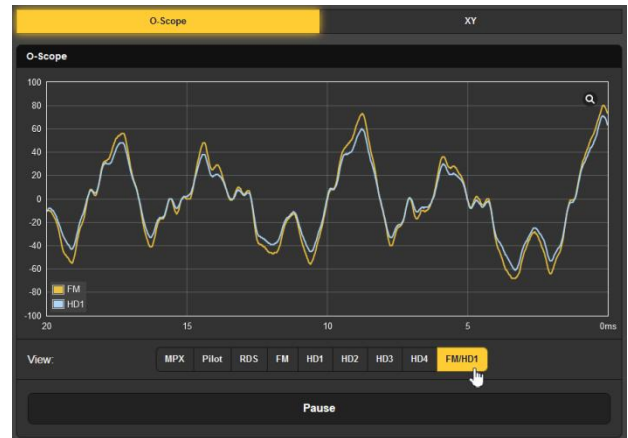 O-Scope XY
O-Scope
100
80
60
40
20
0
-20
-40
-60
-80
-100
FM
HD1
20 15 10 5 0ms
View: MPX Pilot RDS FM HD1 HD2 HD3 HD4 FM/HD1
Pause